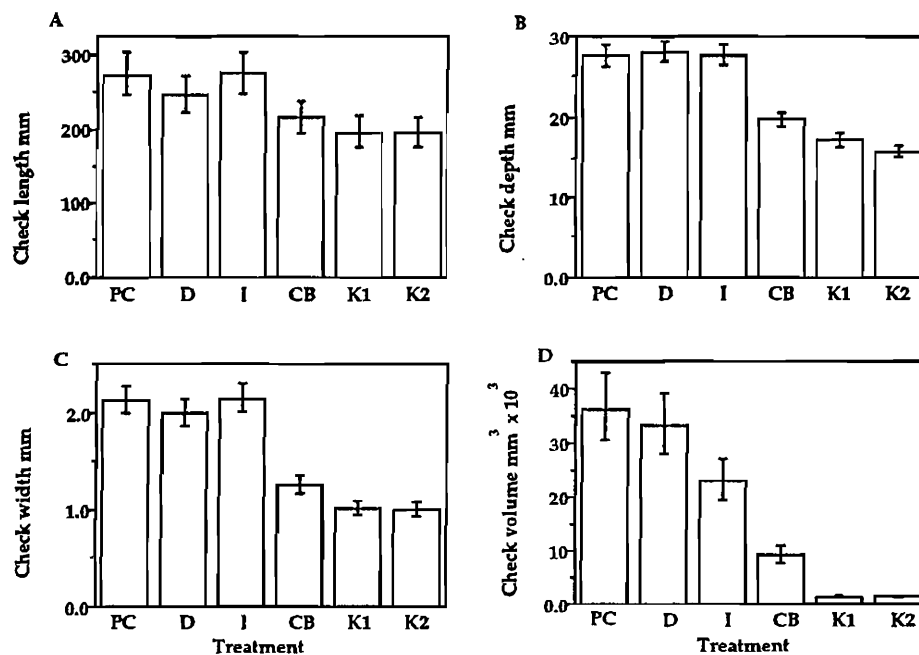 A
Check length mm
300
200
100
0.0
PC D I CB K1 K2
B
Check depth mm
30
20
10
0.0
PC D I CB K1 K2
C
Check width mm
2.0
1.0
0.0
PC D I CB K1 K2
Treatment
D
Check volume mm 3 x 10 3
40
30
20
10
0.0
PC D I CB K1 K2
Treatment